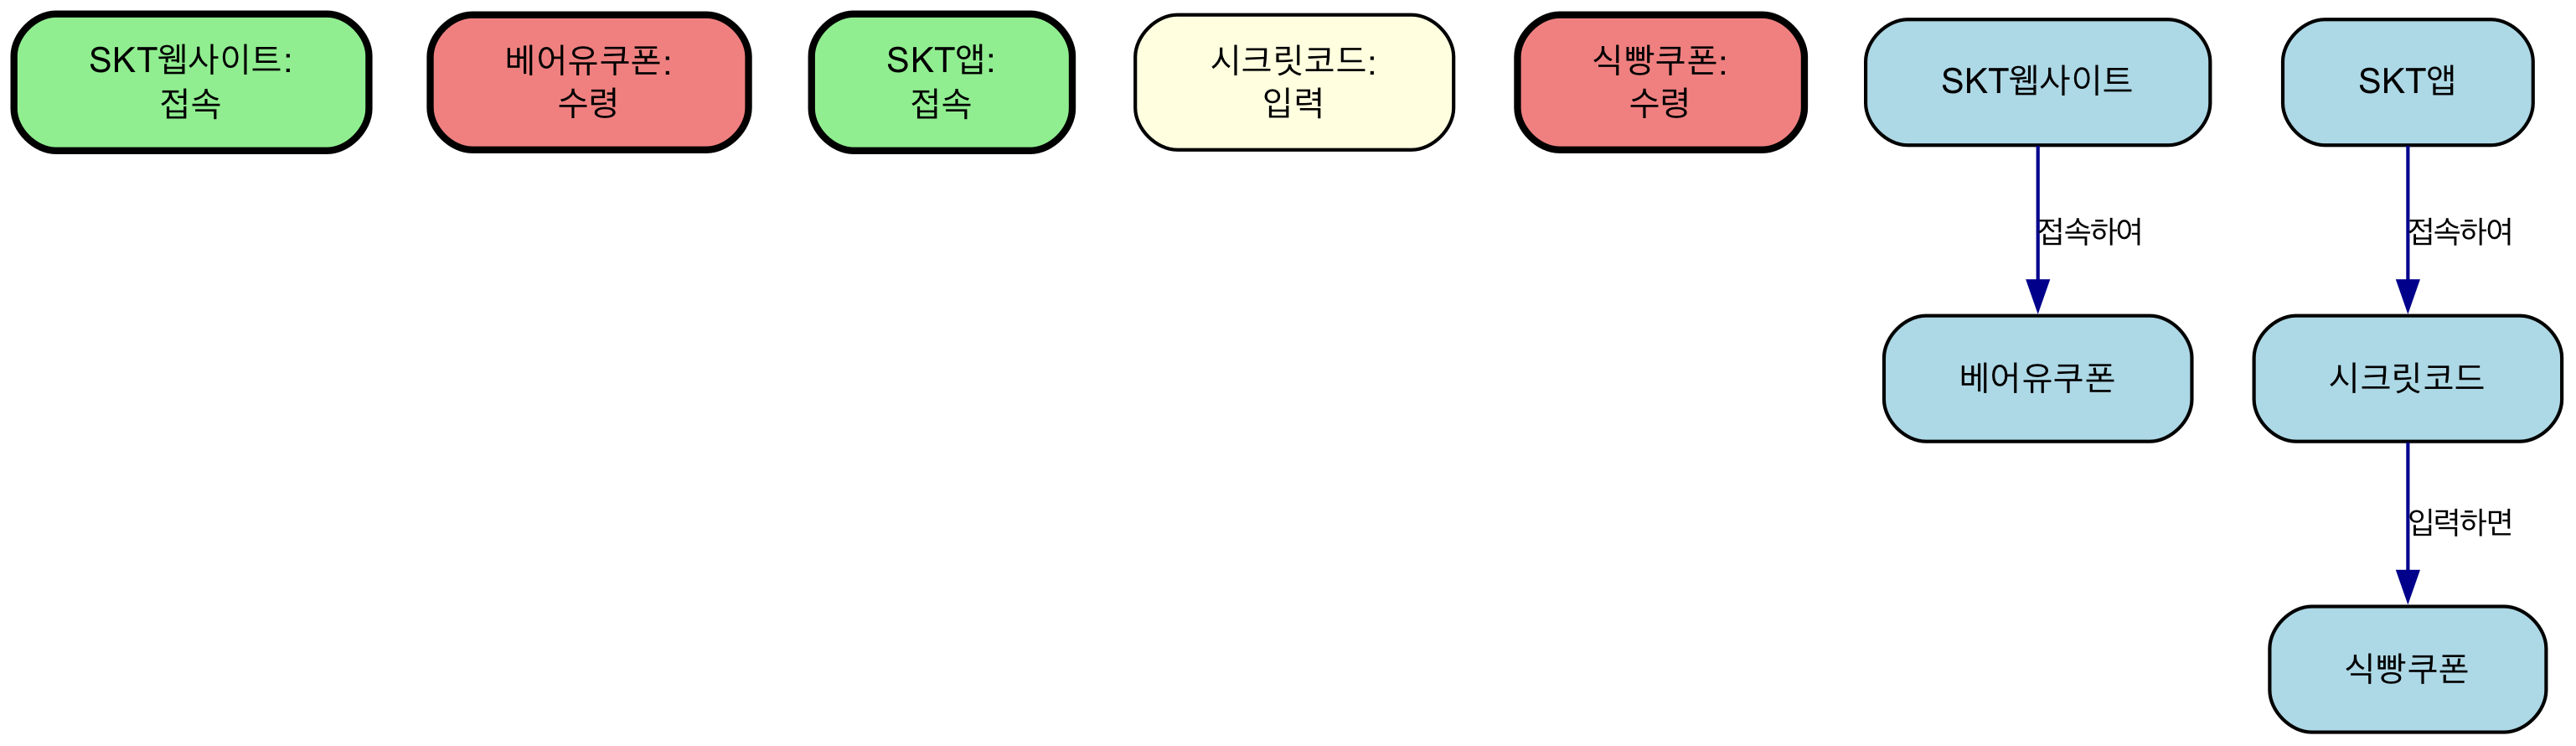 SKT웹사이트:
접속
베어유쿠폰:
수령
SKT앱:
접속
시크릿코드:
입력
식빵쿠폰:
수령
SKT웹사이트
SKT앱
접속하여
접속하여
베어유쿠폰
시크릿코드
입력하면
식빵쿠폰